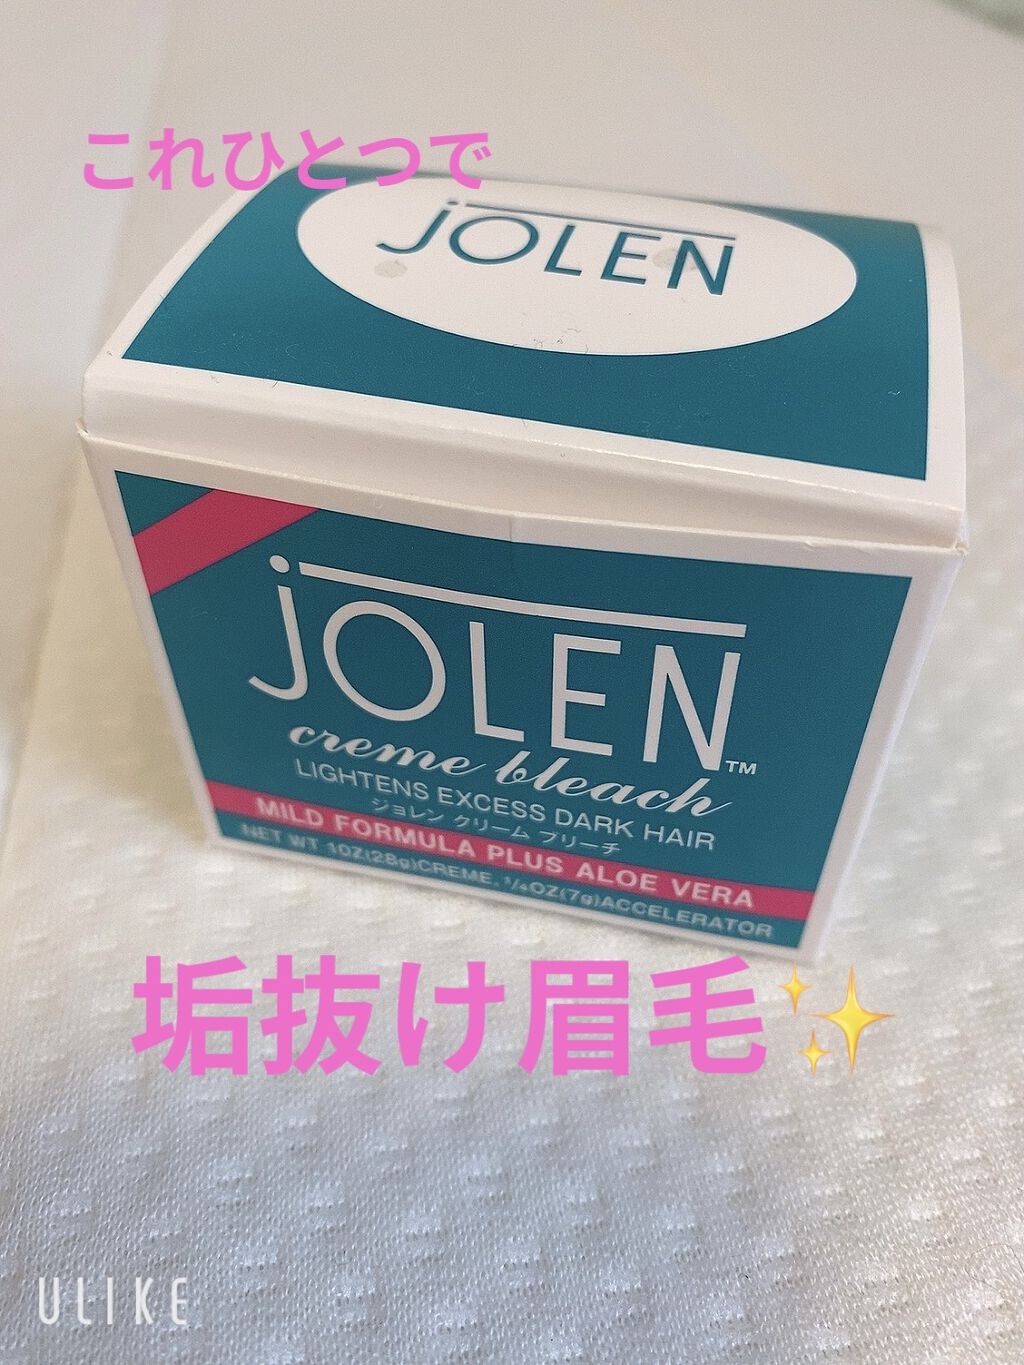 これひとつで
JOLEN
JOLEN™
creme bleach
LIGHTENS EXCESS DARK HAIR
ジョレン クリーム ブリーチ
MILD FORMULA PLUS ALOE VERA
NET WT 1OZ(28g)CREME. ¼OZ(7g)ACCELERATOR
垢抜け眉毛✨
ULIKE